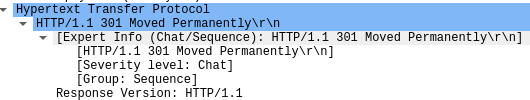 Hypertext Transfer Protocol
HTTP/1.1 301 Moved Permanently\r\n
[Expert Info (Chat/Sequence): HTTP/1.1 301 Moved Permanently\r\n]
[HTTP/1.1 301 Moved Permanently\r\n]
[Severity level: Chat]
[Group: Sequence]
Response Version: HTTP/1.1